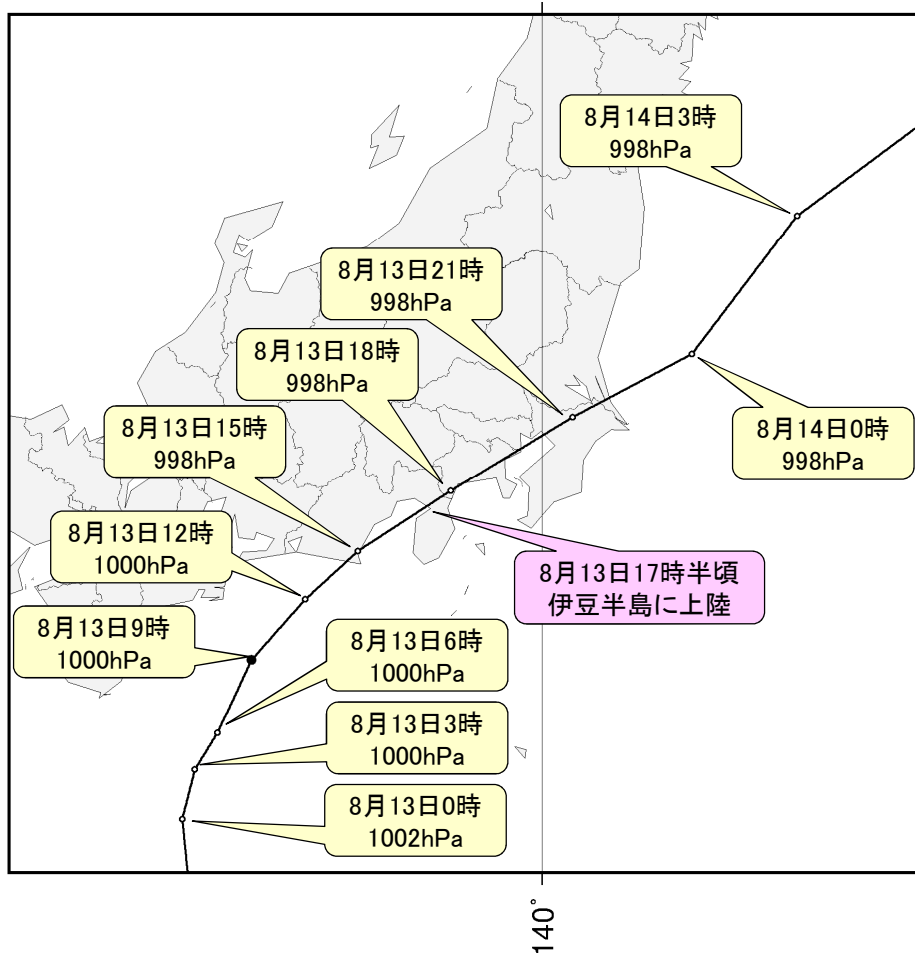 8月14日3時
998hPa
8月13日21時
998hPa
8月13日18時
998hPa
8月13日15時
998hPa
8月14日0時
998hPa
8月13日12時
1000hPa
8月13日17時半頃
伊豆半島に上陸
8月13日9時
1000hPa
8月13日6時
1000hPa
8月13日3時
1000hPa
8月13日0時
1002hPa
140°